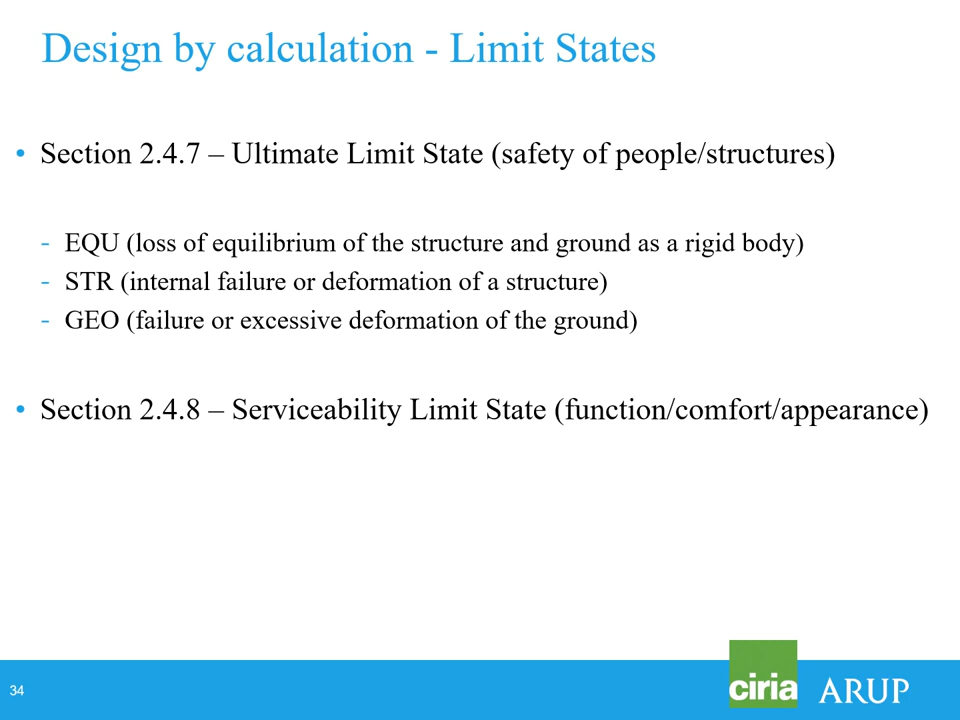 Design by calculation - Limit States
• Section 2.4.7 – Ultimate Limit State (safety of people/structures)
- EQU (loss of equilibrium of the structure and ground as a rigid body)
- STR (internal failure or deformation of a structure)
- GEO (failure or excessive deformation of the ground)
• Section 2.4.8 – Serviceability Limit State (function/comfort/appearance)
34
ciria
ARUP